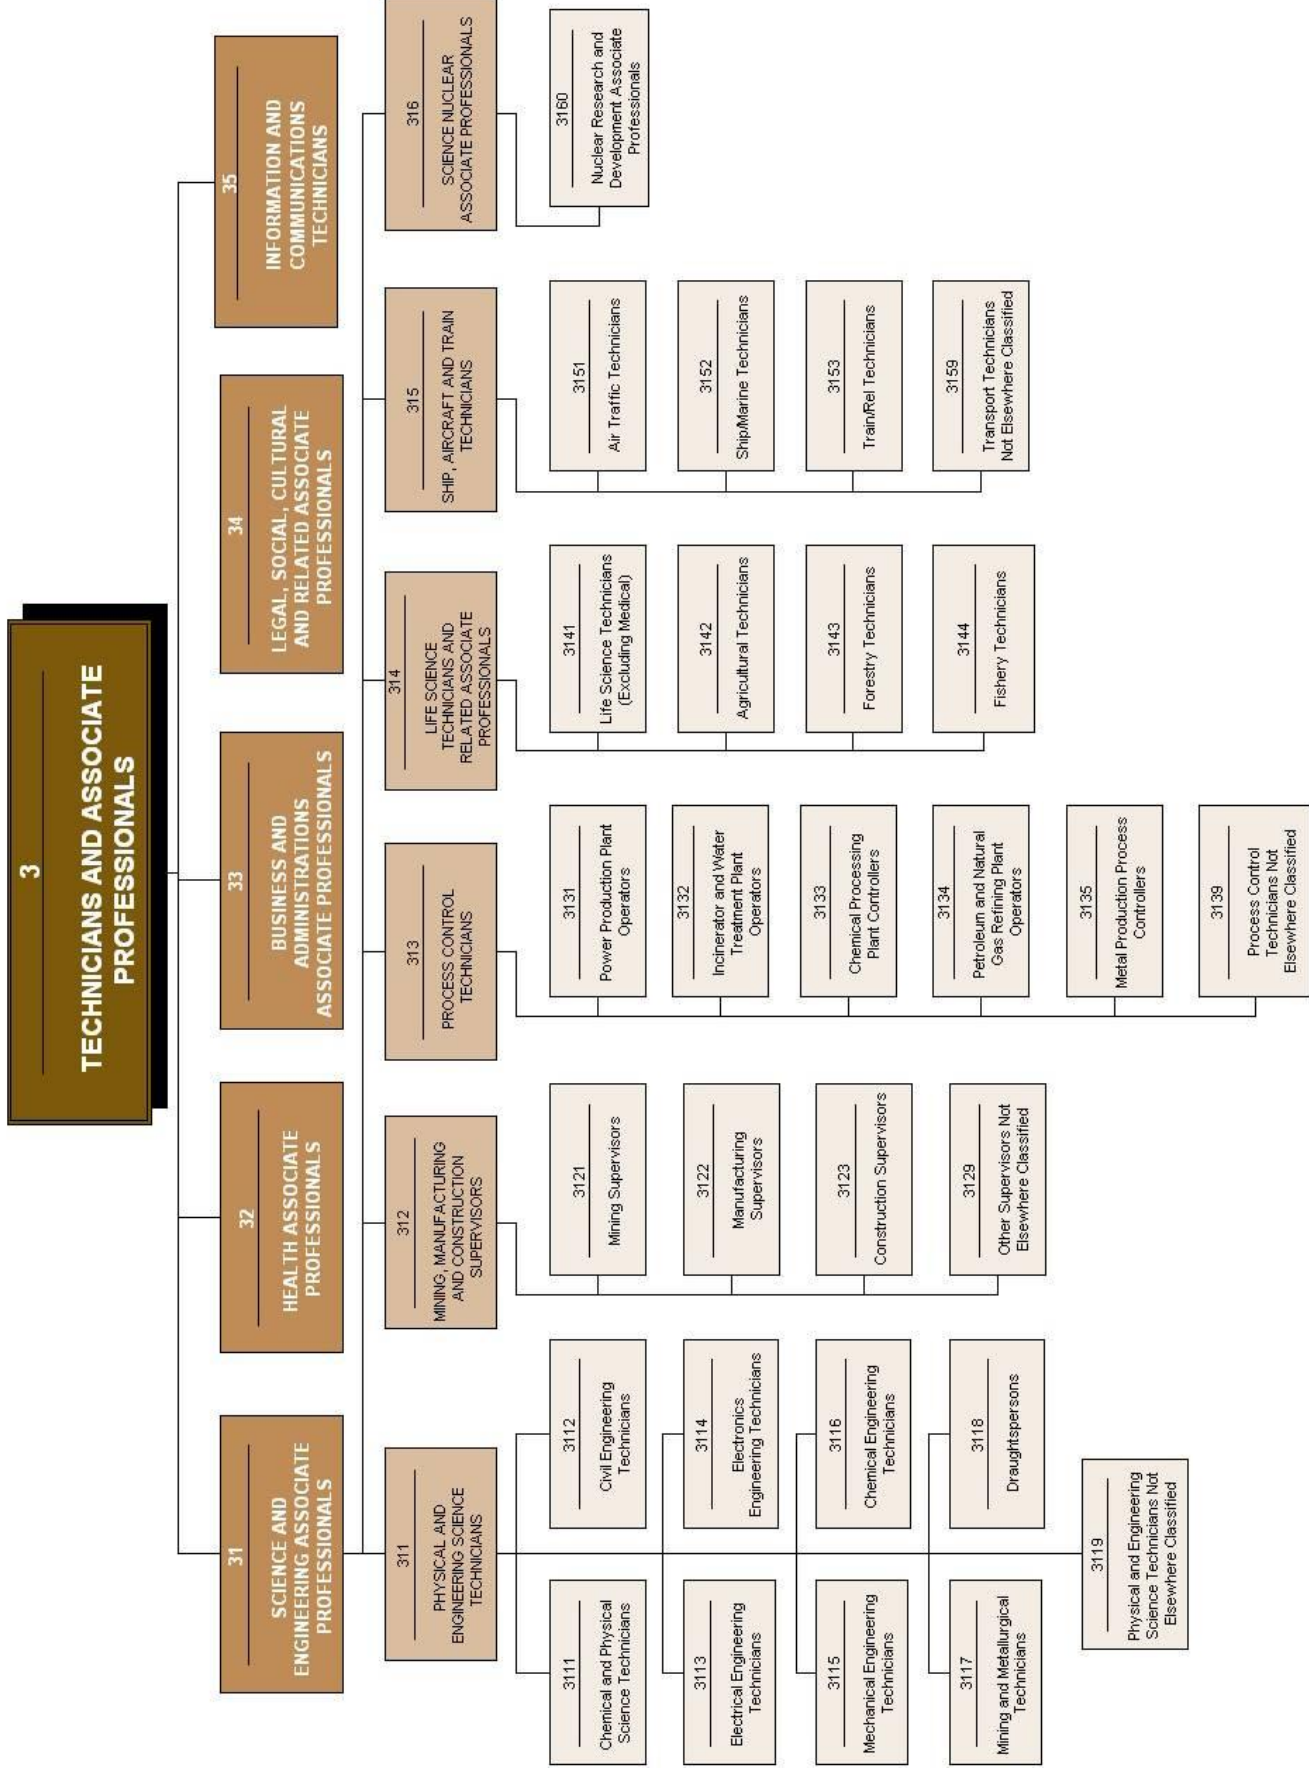 3
TECHNICIANS AND ASSOCIATE
PROFESSIONALS
31
SCIENCE AND
ENGINEERING ASSOCIATE
PROFESSIONALS
32
HEALTH ASSOCIATE
PROFESSIONALS
33
BUSINESS AND
ADMINISTRATIONS
ASSOCIATE PROFESSIONALS
34
LEGAL, SOCIAL, CULTURAL
AND RELATED ASSOCIATE
PROFESSIONALS
35
INFORMATION AND
COMMUNICATIONS
TECHNICIANS
311
PHYSICAL AND
ENGINEERING SCIENCE
TECHNICIANS
312
MINING, MANUFACTURING
AND CONSTRUCTION
SUPERVISORS
313
PROCESS CONTROL
TECHNICIANS
314
LIFE SCIENCE
TECHNICIANS AND
RELATED ASSOCIATE
PROFESSIONALS
315
SHIP, AIRCRAFT AND TRAIN
TECHNICIANS
316
SCIENCE NUCLEAR
ASSOCIATE PROFESSIONALS
3111
Chemical and Physical
Science Technicians
3112
Civil Engineering
Technicians
3113
Electrical Engineering
Technicians
3114
Electronics
Engineering Technicians
3115
Mechanical Engineering
Technicians
3116
Chemical Engineering
Technicians
3117
Mining and Metallurgical
Technicians
3118
Draughtspersons
3119
Physical and Engineering
Science Technicians Not
Elsewhere Classified
3121
Mining Supervisors
3122
Manufacturing
Supervisors
3123
Construction Supervisors
3129
Other Supervisors Not
Elsewhere Classified
3131
Power Production Plant
Operators
3132
Incinerator and Water
Treatment Plant
Operators
3133
Chemical Processing
Plant Controllers
3134
Petroleum and Natural
Gas Refining Plant
Operators
3135
Metal Production Process
Controllers
3139
Process Control
Technicians Not
Elsewhere Classified
3141
Life Science Technicians
(Excluding Medical)
3142
Agricultural Technicians
3143
Forestry Technicians
3144
Fishery Technicians
3151
Air Traffic Technicians
3152
Ship/Marine Technicians
3153
Train/Rel Technicians
3159
Transport Technicians
Not Elsewhere Classified
3160
Nuclear Research and
Development Associate
Professionals